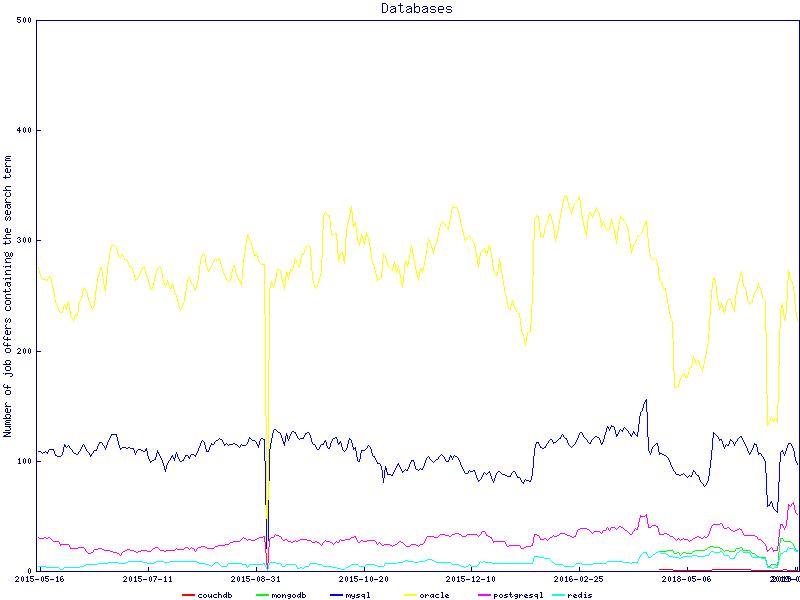 Databases
Number of job offers containing the search term
500
400
300
200
100
0
2015-05-16 2015-07-11 2015-08-31 2015-10-20 2015-12-10 2016-02-25 2018-05-06
couchdb mongodb mysql oracle postgresql redis